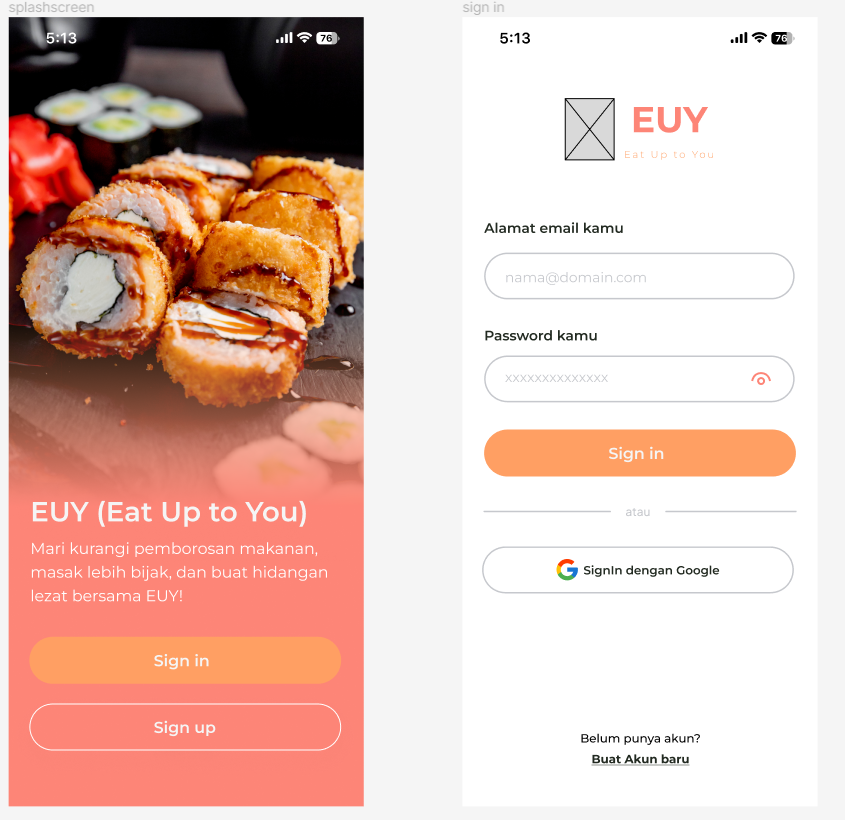 splashscreen
5:13
76
EUY (Eat Up to You)
Mari kurangi pemborosan makanan,
masak lebih bijak, dan buat hidangan
lezat bersama EUY!
Sign in
Sign up
sign in
5:13
76
EUY
Eat Up to You
Alamat email kamu
nama@domain.com
Password kamu
xxxxxxxxxxxxxx
Sign in
atau
SignIn dengan Google
Belum punya akun?
Buat Akun baru